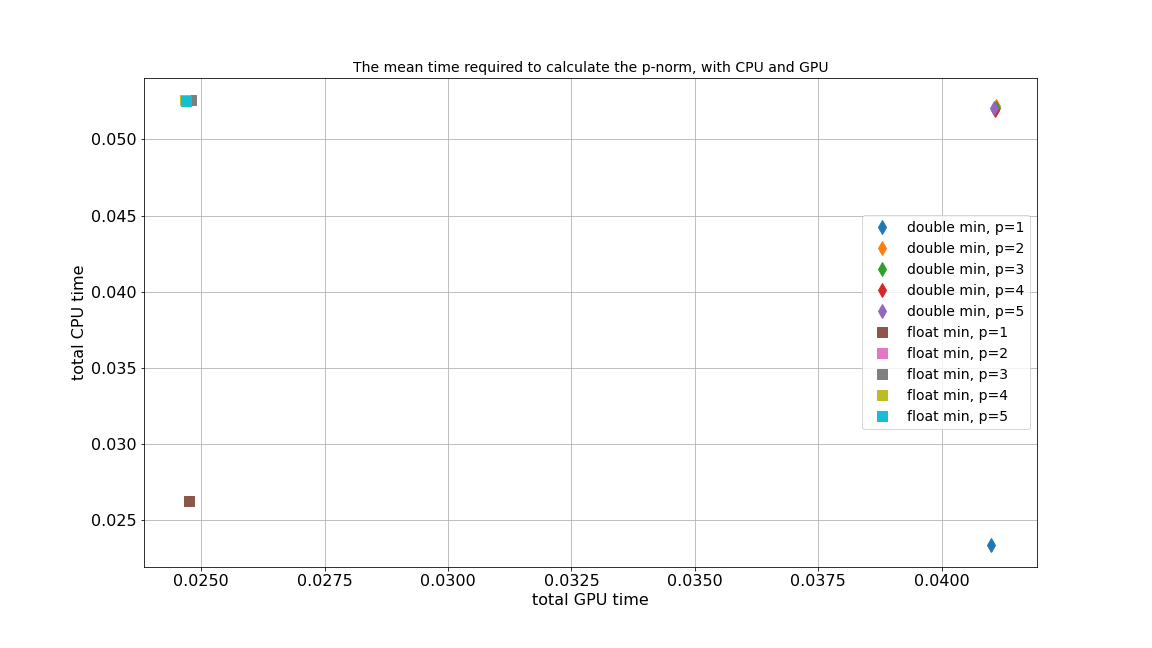 The mean time required to calculate the p-norm, with CPU and GPU
total CPU time
0.050
0.045
0.040
0.035
0.030
0.025
double min, p=1
double min, p=2
double min, p=3
double min, p=4
double min, p=5
float min, p=1
float min, p=2
float min, p=3
float min, p=4
float min, p=5
0.0250 0.0275 0.0300 0.0325 0.0350 0.0375 0.0400
total GPU time